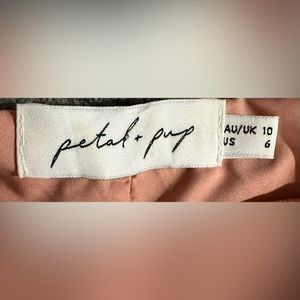 petal + pup
AU/UK 10
US 6